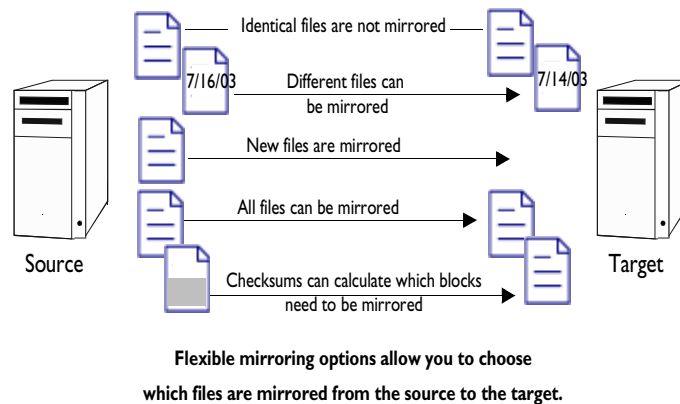 Identical files are not mirrored
7/16/03
7/14/03
Different files can
be mirrored
New files are mirrored
All files can be mirrored
Source
Target
Checksums can calculate which blocks
need to be mirrored
Flexible mirroring options allow you to choose
which files are mirrored from the source to the target.